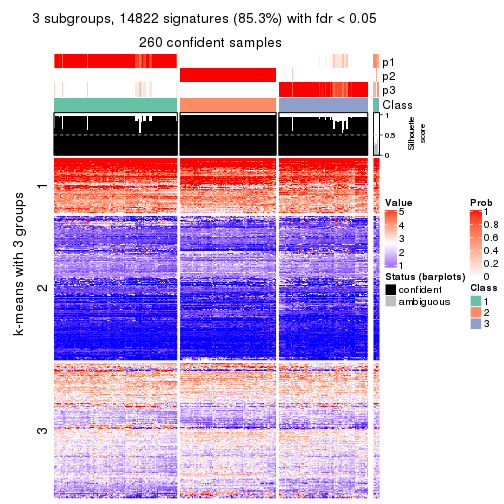 3 subgroups, 14822 signatures (85.3%) with fdr < 0.05
260 confident samples
p1
p2
p3
Class
1
0.5
0
Silhouette
score
k-means with 3 groups
1
2
3
Value
5
4
3
2
1
Status (barplots)
confident
ambiguous
Prob
1
0.8
0.6
0.4
0.2
0
Class
1
2
3